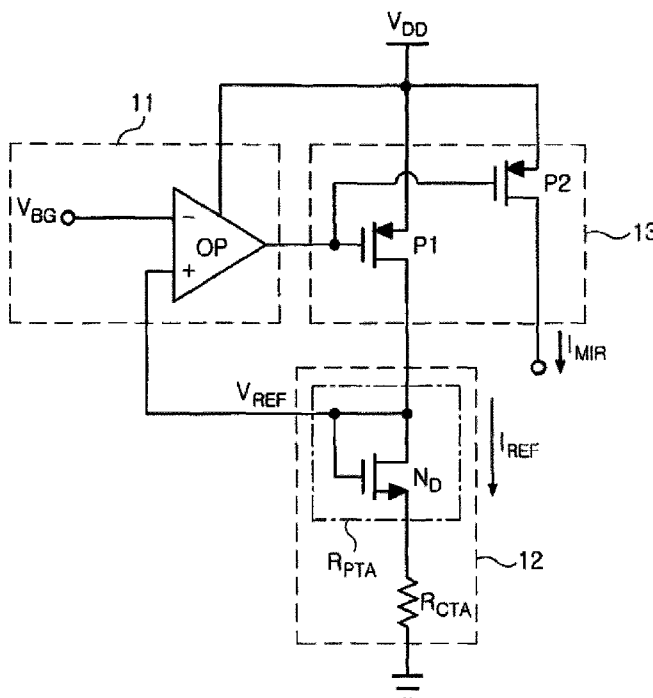 V_DD
11
V_BG
−
OP
+
P2
P1
13
I_MIR
V_REF
I_REF
N_D
R_PTA
12
R_CTA